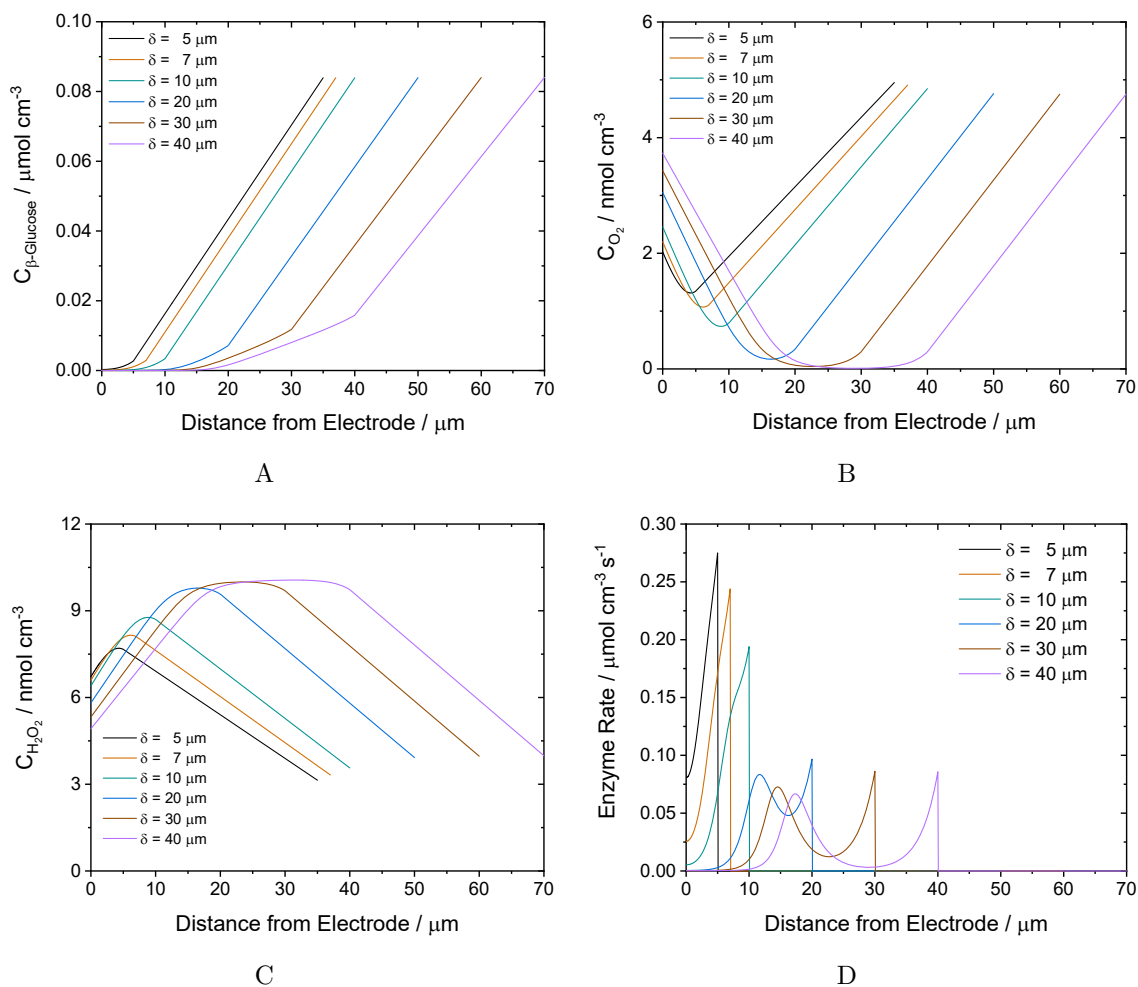 0.10
0.08
0.06
0.04
0.02
0.00
C β-Glucose / μmol cm-3
δ = 5 μm
δ = 7 μm
δ = 10 μm
δ = 20 μm
δ = 30 μm
δ = 40 μm
0 10 20 30 40 50 60 70
Distance from Electrode / μm
A
6
4
2
0
C O2 / nmol cm-3
δ = 5 μm
δ = 7 μm
δ = 10 μm
δ = 20 μm
δ = 30 μm
δ = 40 μm
0 10 20 30 40 50 60 70
Distance from Electrode / μm
B
12
9
6
3
0
C H2O2 / nmol cm-3
δ = 5 μm
δ = 7 μm
δ = 10 μm
δ = 20 μm
δ = 30 μm
δ = 40 μm
0 10 20 30 40 50 60 70
Distance from Electrode / μm
C
0.30
0.25
0.20
0.15
0.10
0.05
0.00
Enzyme Rate / μmol cm-3 s-1
δ = 5 μm
δ = 7 μm
δ = 10 μm
δ = 20 μm
δ = 30 μm
δ = 40 μm
0 10 20 30 40 50 60 70
Distance from Electrode / μm
D